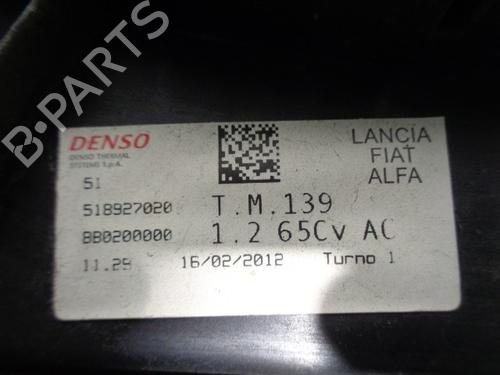 B-PARTS
DENSO
DENSO THERMAL
SYSTEMS S.p.A.
LANCIA
FIAT
ALFA
51
518927020
T.M.139
BB0200000
1.2 65Cv AC
11.29
16/02/2012
Turno 1